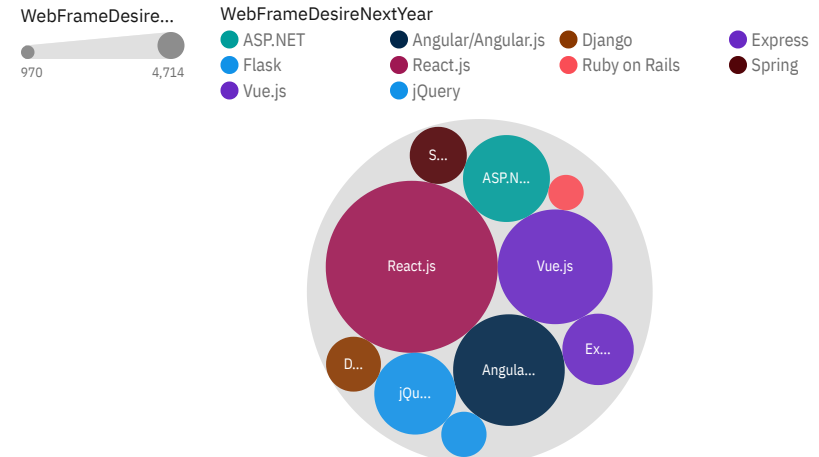 WebFrameDesire...
970 4,714
WebFrameDesireNextYear
ASP.NET Angular/Angular.js Django Express
Flask React.js Ruby on Rails Spring
Vue.js jQuery
S...
ASP.N...
React.js
Vue.js
D...
Ex...
Angula...
jQu...